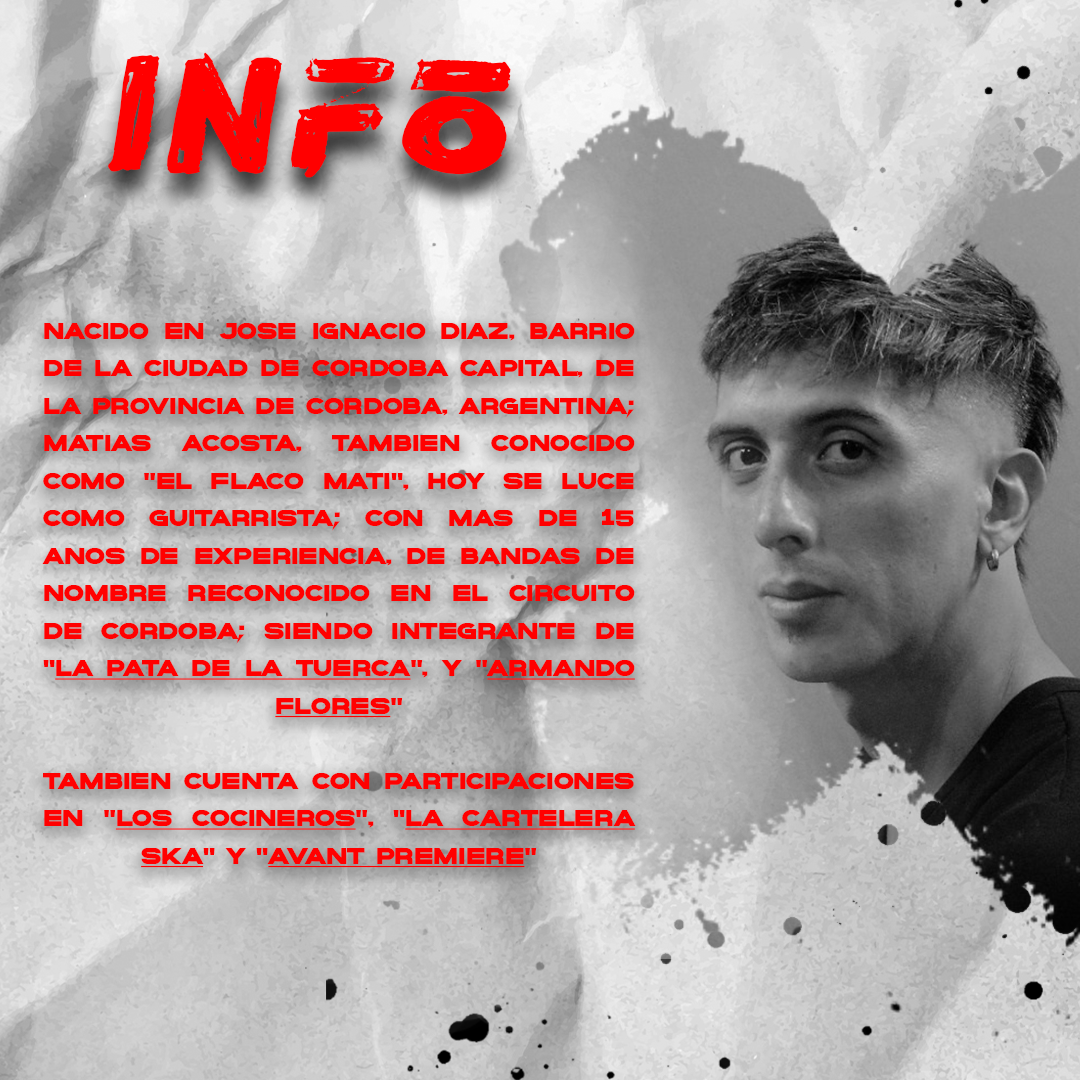 INFO
NACIDO EN JOSE IGNACIO DIAZ, BARRIO
DE LA CIUDAD DE CORDOBA CAPITAL, DE
LA PROVINCIA DE CORDOBA, ARGENTINA;
MATIAS ACOSTA, TAMBIEN CONOCIDO
COMO "EL FLACO MATI", HOY SE LUCE
COMO GUITARRISTA; CON MAS DE 15
ANOS DE EXPERIENCIA, DE BANDAS DE
NOMBRE RECONOCIDO EN EL CIRCUITO
DE CORDOBA; SIENDO INTEGRANTE DE
"LA PATA DE LA TUERCA", Y "ARMANDO
FLORES"
TAMBIEN CUENTA CON PARTICIPACIONES
EN "LOS COCINEROS", "LA CARTELERA
SKA" Y "AVANT PREMIERE"